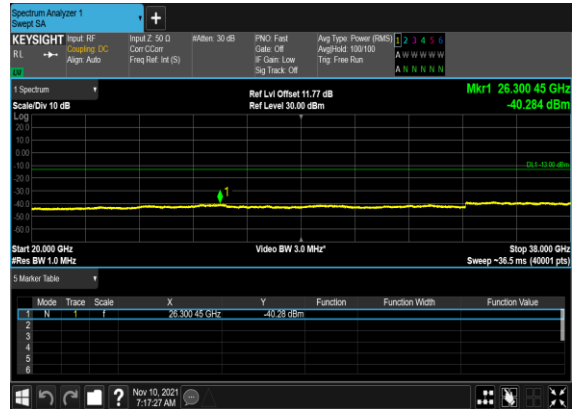 Spectrum Analyzer 1
Swept SA
+
KEYSIGHT Input: RF Input Z: 50 Ω #Atten: 30 dB PNO: Fast Avg Type: Power (RMS) 1 2 3 4 5 6
RL Coupling: DC Corr CCorr Gate: Off Avg|Hold: 100/100 A W W W W W
Align: Auto Freq Ref: Int (S) IF Gain: Low Trig: Free Run
Sig Track: Off A N N N N N
1 Spectrum Ref Lvl Offset 11.77 dB Mkr1 26.300 45 GHz
Scale/Div 10 dB Ref Level 30.00 dBm -40.284 dBm
Log
20.0
10.0
0.00
-10.0 DL1 -13.00 dBm
-20.0
-30.0
1
-40.0
-50.0
-60.0
Start 20.000 GHz Video BW 3.0 MHz* Stop 38.000 GHz
#Res BW 1.0 MHz Sweep ~36.5 ms (40001 pts)
5 Marker Table
Mode Trace Scale X Y Function Function Width Function Value
1 N 1 f 26.300 45 GHz -40.28 dBm
2
3
4
5
6
? Nov 10, 2021
7:17:27 AM